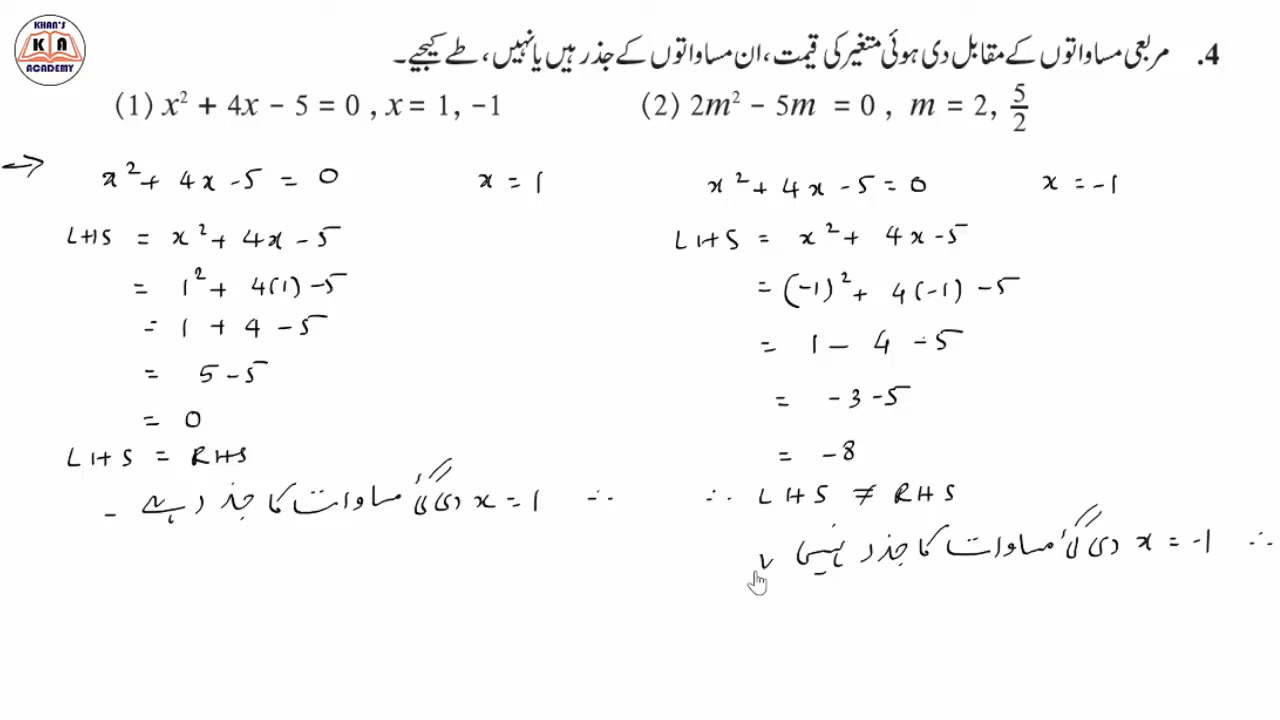 KHAN'S
K A
ACADEMY
4. مربعی مساواتوں کے مقابل دی ہوئی متغیر کی قیمت، ان مساواتوں کے جذر ہیں یا نہیں، طے کیجیے۔
(1) x² + 4x − 5 = 0 , x = 1, −1
(2) 2m² − 5m = 0 , m = 2, 5/2
→ x² + 4x - 5 = 0 x = 1
LHS = x² + 4x - 5
= 1² + 4(1) - 5
= 1 + 4 - 5
= 5 - 5
= 0
LHS = RHS
∴ x = 1 دی گئی مساوات کا جذر ہے -
x² + 4x - 5 = 0 x = -1
LHS = x² + 4x - 5
= (-1)² + 4(-1) - 5
= 1 - 4 - 5
= -3 - 5
= -8
∴ LHS ≠ RHS
∴ x = -1 دی گئی مساوات کا جذر نہیں